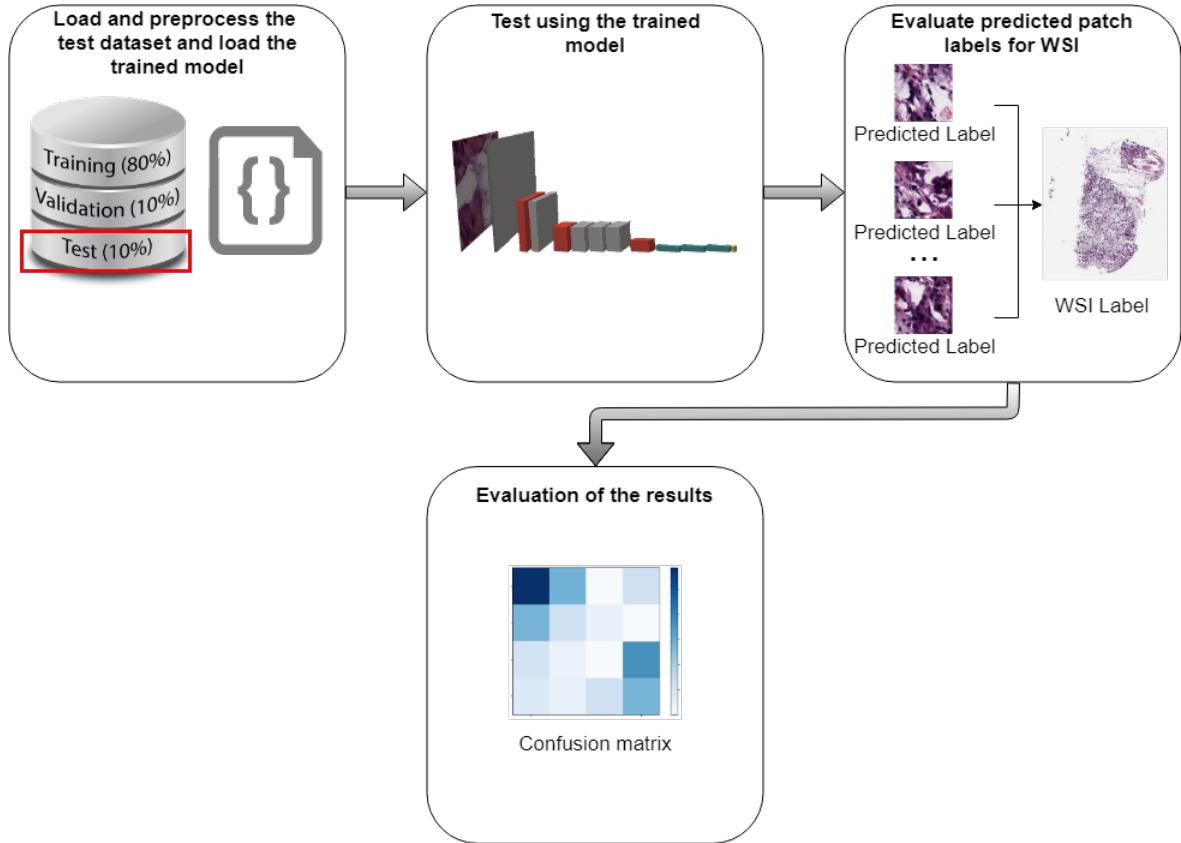 Load and preprocess the
test dataset and load the
trained model
Training (80%)
Validation (10%)
Test (10%)
{}
Test using the trained
model
Evaluate predicted patch
labels for WSI
Predicted Label
Predicted Label
...
Predicted Label
WSI Label
Evaluation of the results
Confusion matrix